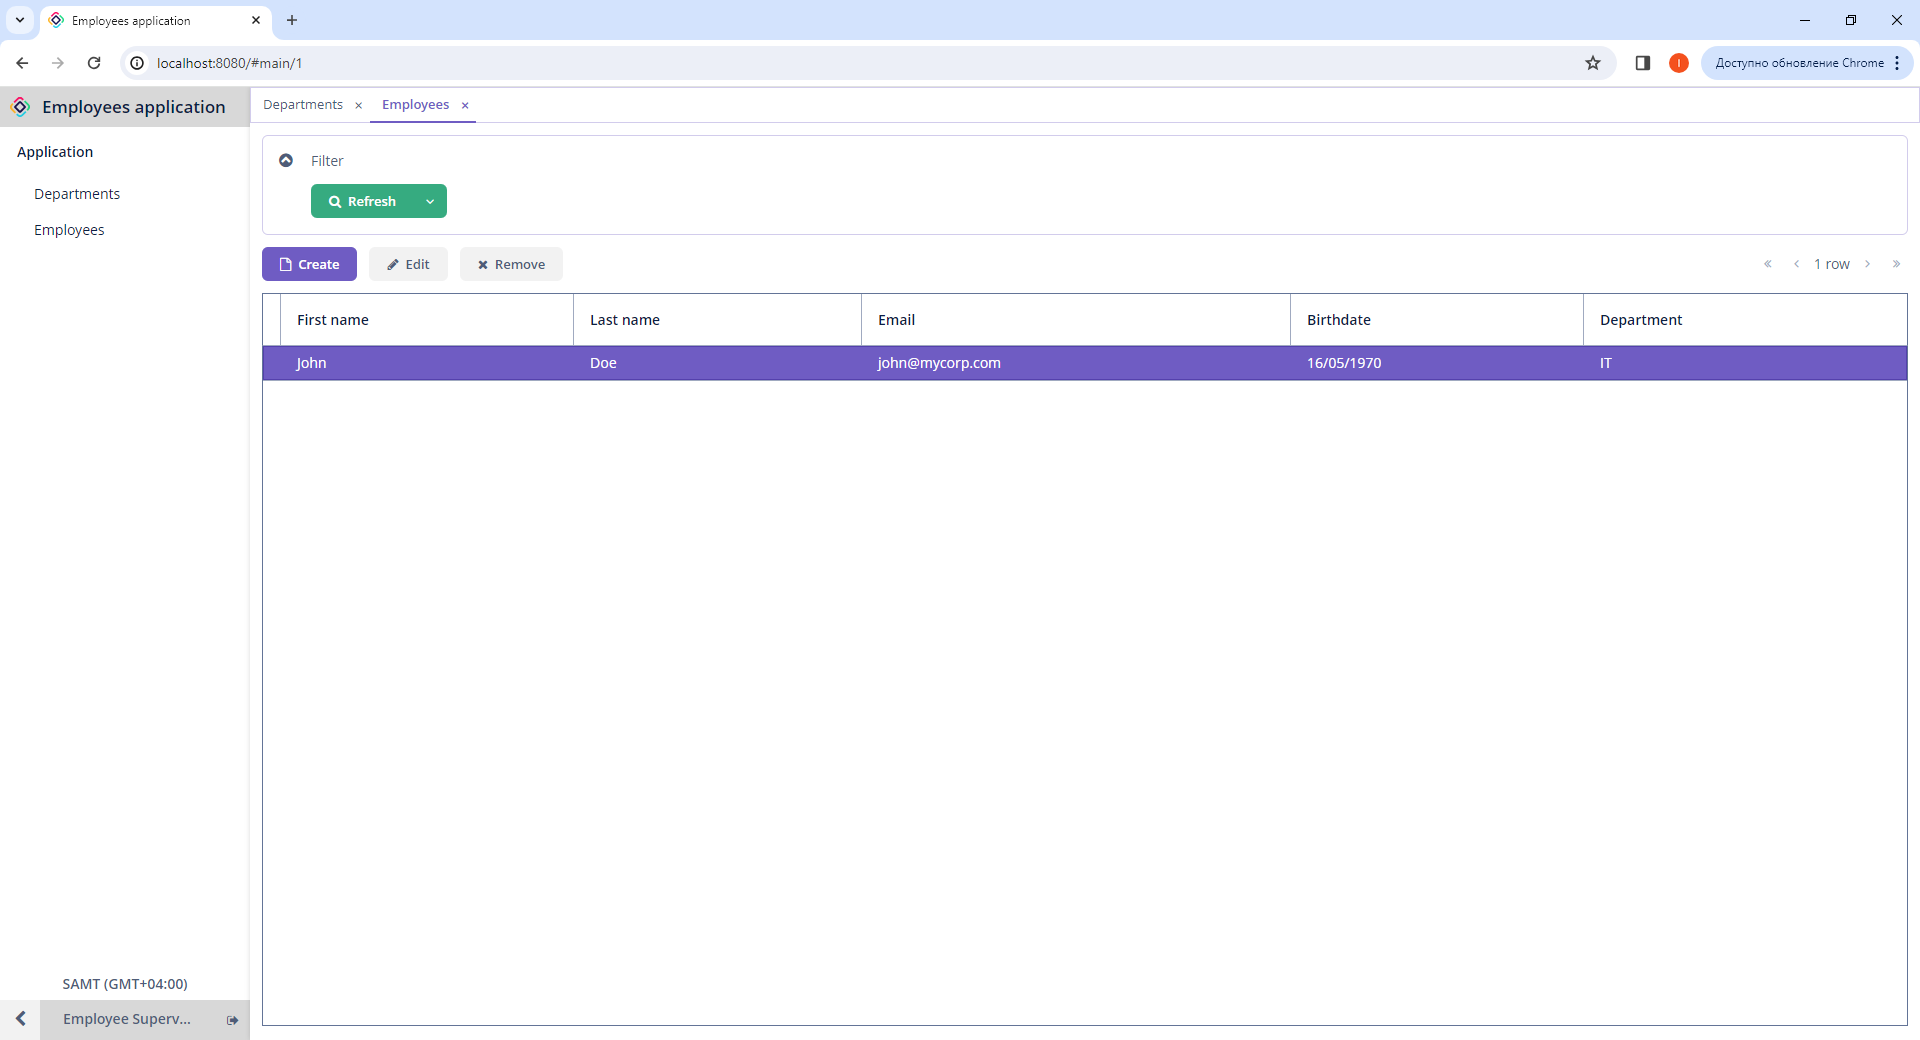 Employees application
localhost:8080/#main/1
Доступно обновление Chrome
Employees application
Departments
Employees
Application
Departments
Employees
Filter
Refresh
Create
Edit
Remove
1 row
First name Last name Email Birthdate Department
John Doe john@mycorp.com 16/05/1970 IT
SAMT (GMT+04:00)
Employee Superv...